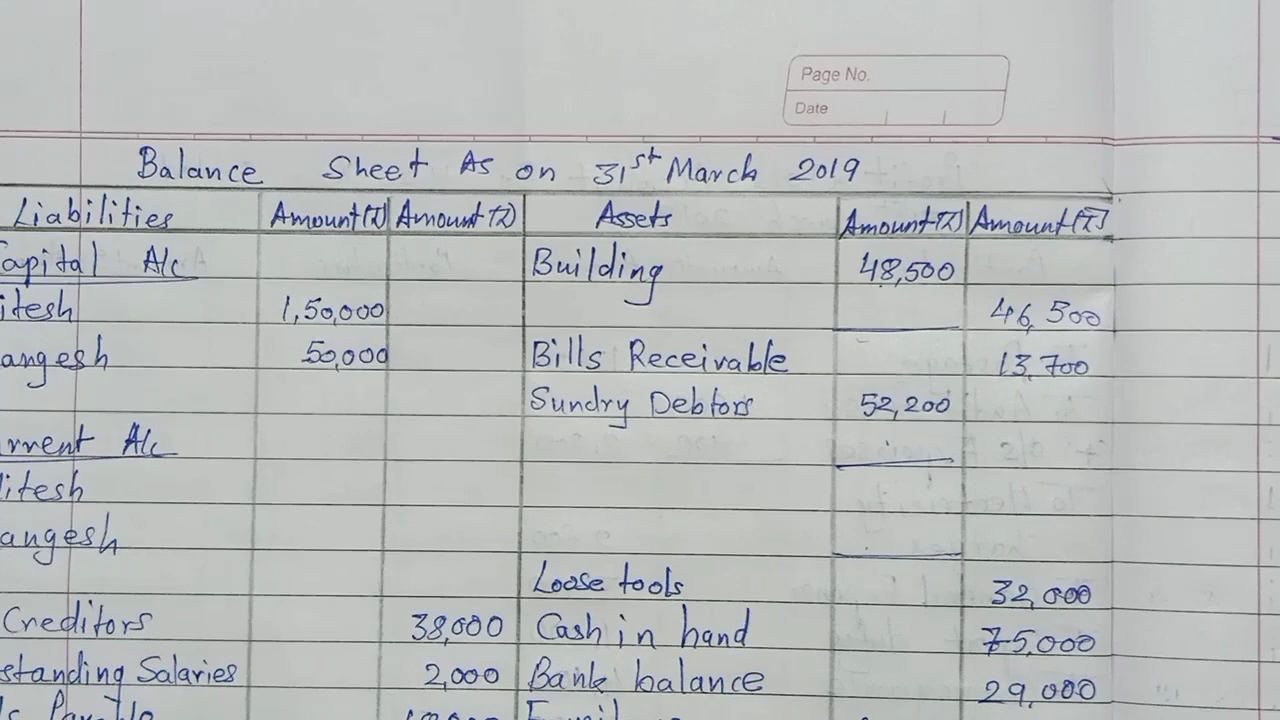 Page No.
Date
Balance Sheet As on 31st March 2019
Liabilities Amount(₹) Amount(₹) Assets Amount(₹) Amount(₹)
apital A/c Building 48,500
itesh 1,50,000 46,500
angesh 50,000 Bills Receivable 13,700
Sundry Debtors 52,200
rrent A/c
itesh
angesh
Loose tools 32,000
Creditors 38,000 Cash in hand 75,000
standing Salaries 2,000 Bank balance 29,000